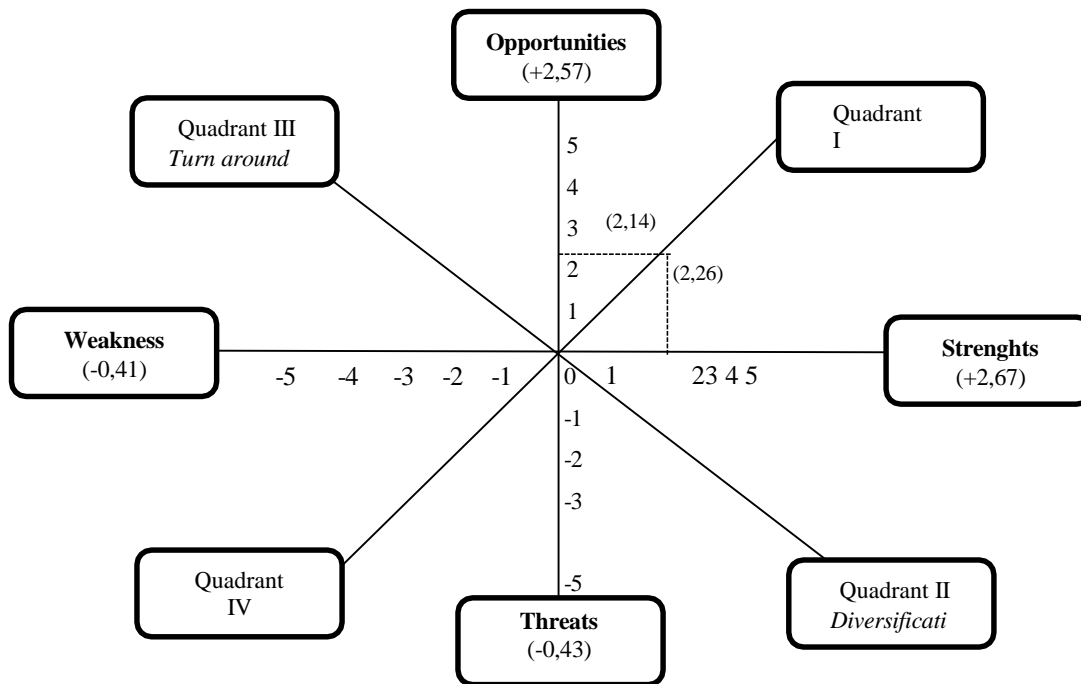 Opportunities
(+2,57)
Quadrant
I
Quadrant III
Turn around
5
4
3
(2,14)
2
(2,26)
1
Weakness
(-0,41)
Strenghts
(+2,67)
-5 -4 -3 -2 -1 0 1 23 4 5
-1
-2
-3
-5
Quadrant
IV
Threats
(-0,43)
Quadrant II
Diversificati